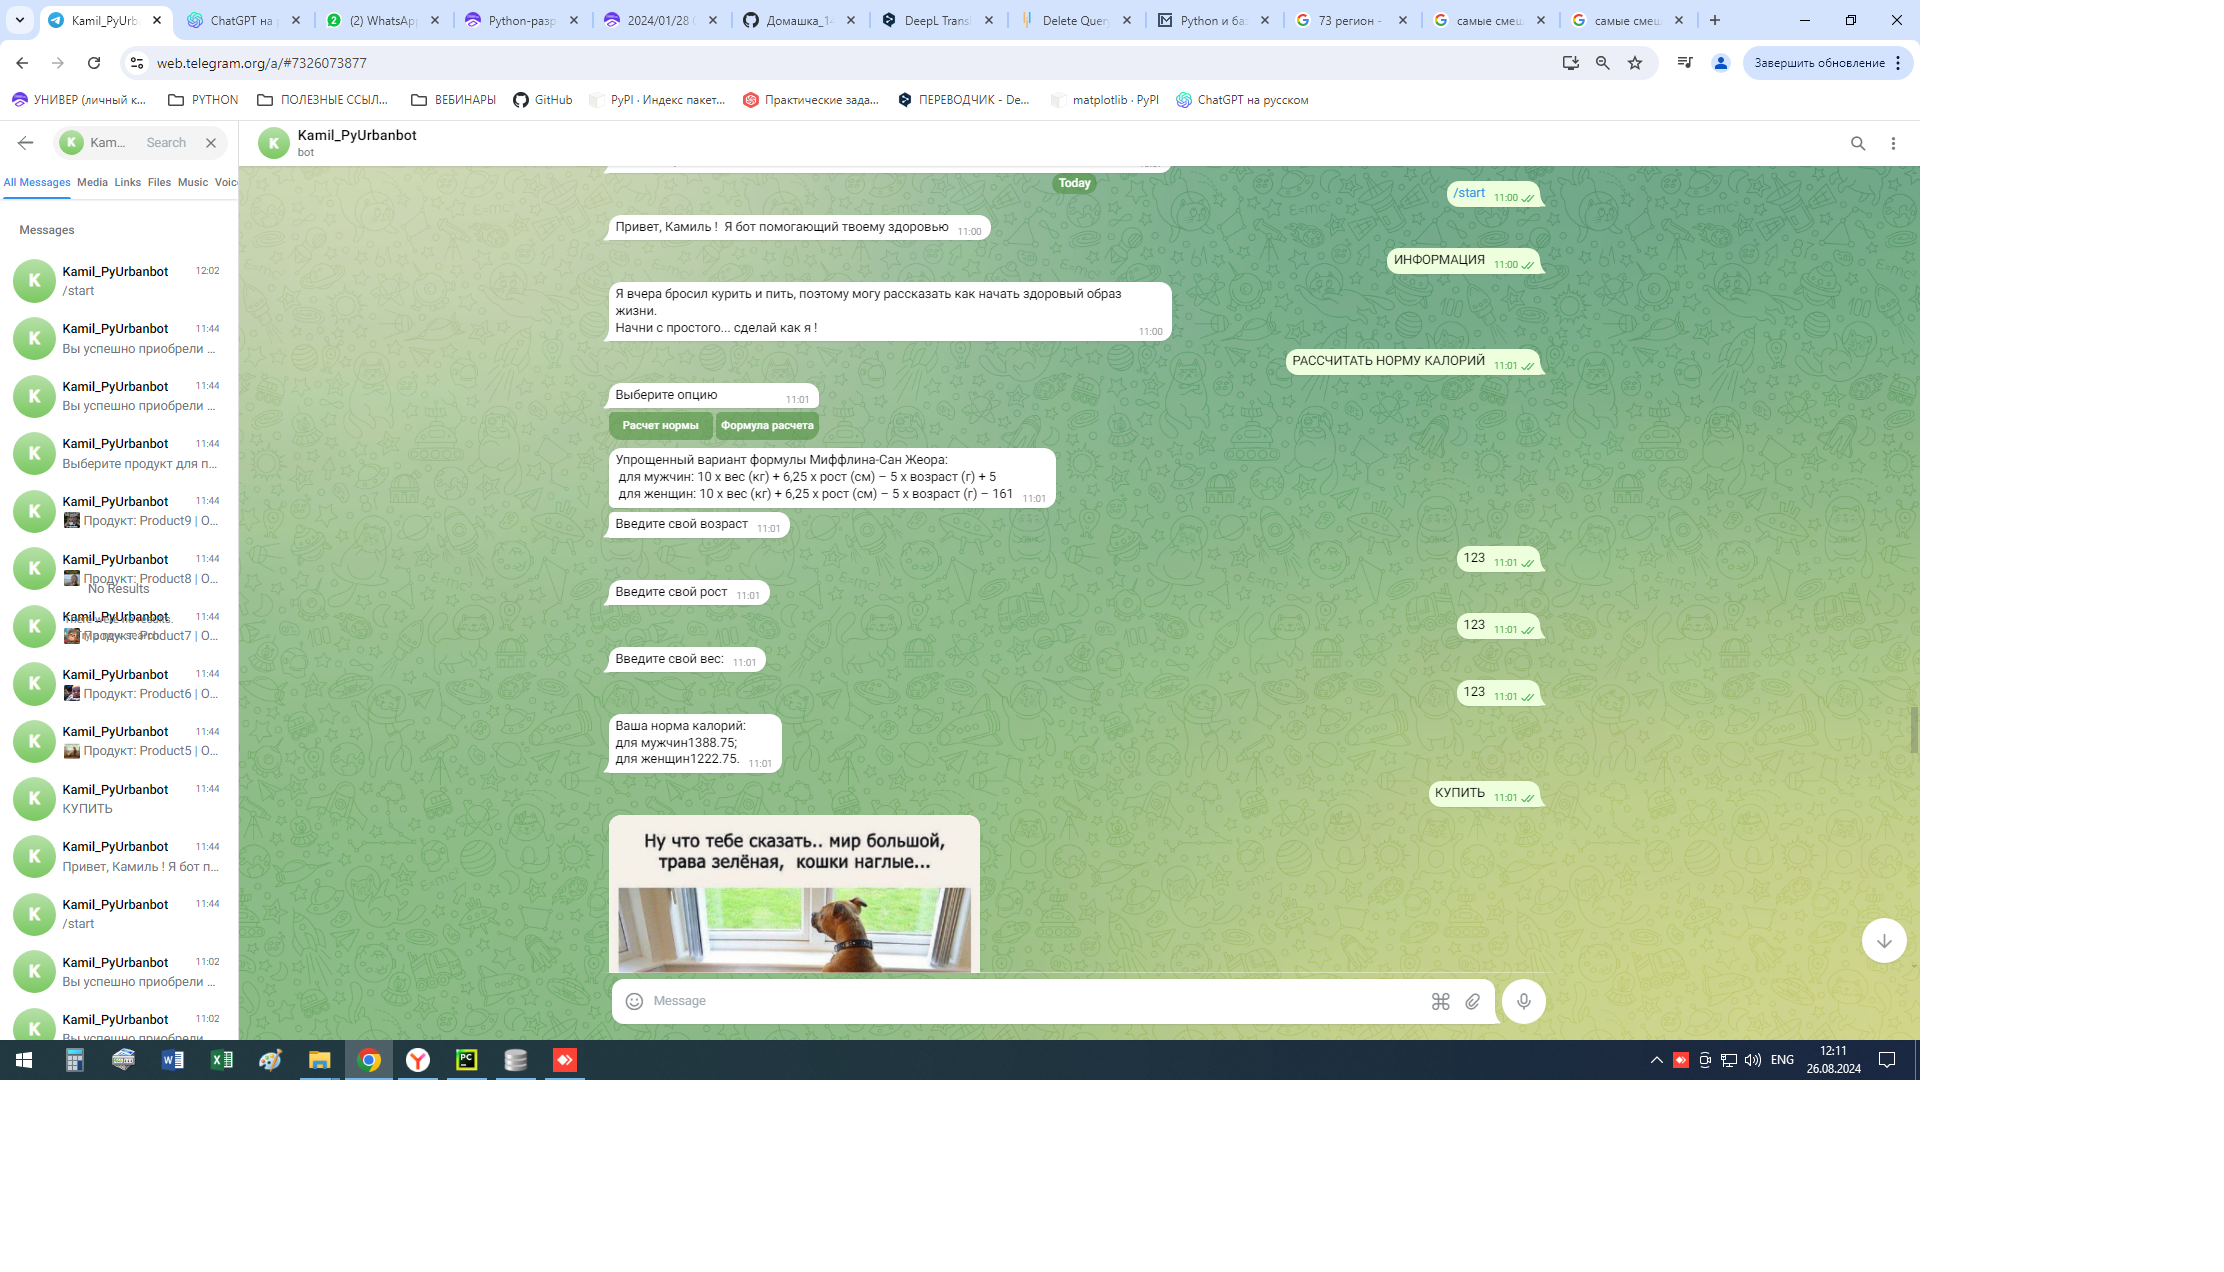 Kamil_PyUrb
ChatGPT на р
(2) WhatsApp
Python-разр
2024/01/28 (
Домашка_14
DeepL Transl
Delete Quer
Python и ба
73 регион -
самые смеш
самые смеш
web.telegram.org/a/#7326073877
Завершить обновление
УНИВЕР (личный к...
PYTHON
ПОЛЕЗНЫЕ ССЫЛ...
ВЕБИНАРЫ
GitHub
PyPI · Индекс пакет...
Практические зада...
ПЕРЕВОДЧИК - De...
matplotlib · PyPI
ChatGPT на русском
K Kam... Search
All Messages Media Links Files Music Voic
Messages
K
Kamil_PyUrbanbot 12:02
/start
K
Kamil_PyUrbanbot 11:44
Вы успешно приобрели ...
K
Kamil_PyUrbanbot 11:44
Вы успешно приобрели ...
K
Kamil_PyUrbanbot 11:44
Выберите продукт для п...
K
Kamil_PyUrbanbot 11:44
Продукт: Product9 | О...
K
Kamil_PyUrbanbot 11:44
Продукт: Product8 | О...
No Results
K
Kamil_PyUrbanbot 11:44
There were no results.
Продукт: Product7 | О...
new search
K
Kamil_PyUrbanbot 11:44
Продукт: Product6 | О...
K
Kamil_PyUrbanbot 11:44
Продукт: Product5 | О...
K
Kamil_PyUrbanbot 11:44
КУПИТЬ
K
Kamil_PyUrbanbot 11:44
Привет, Камиль ! Я бот п...
K
Kamil_PyUrbanbot 11:44
/start
K
Kamil_PyUrbanbot 11:02
Вы успешно приобрели ...
K
Kamil_PyUrbanbot 11:02
Вы успешно приобрели
K
Kamil_PyUrbanbot
bot
Today
/start 11:00
Привет, Камиль ! Я бот помогающий твоему здоровью 11:00
ИНФОРМАЦИЯ 11:00
Я вчера бросил курить и пить, поэтому могу рассказать как начать здоровый образ
жизни.
Начни с простого... сделай как я ! 11:00
РАССЧИТАТЬ НОРМУ КАЛОРИЙ 11:01
Выберите опцию 11:01
Расчет нормы
Формула расчета
Упрощенный вариант формулы Миффлина-Сан Жеора:
для мужчин: 10 х вес (кг) + 6,25 х рост (см) – 5 х возраст (г) + 5
для женщин: 10 х вес (кг) + 6,25 х рост (см) – 5 х возраст (г) – 161 11:01
Введите свой возраст 11:01
123 11:01
Введите свой рост 11:01
123 11:01
Введите свой вес: 11:01
123 11:01
Ваша норма калорий:
для мужчин1388.75;
для женщин1222.75. 11:01
КУПИТЬ 11:01
Ну что тебе сказать.. мир большой,
трава зелёная, кошки наглые...
Message
ENG
12:11
26.08.2024